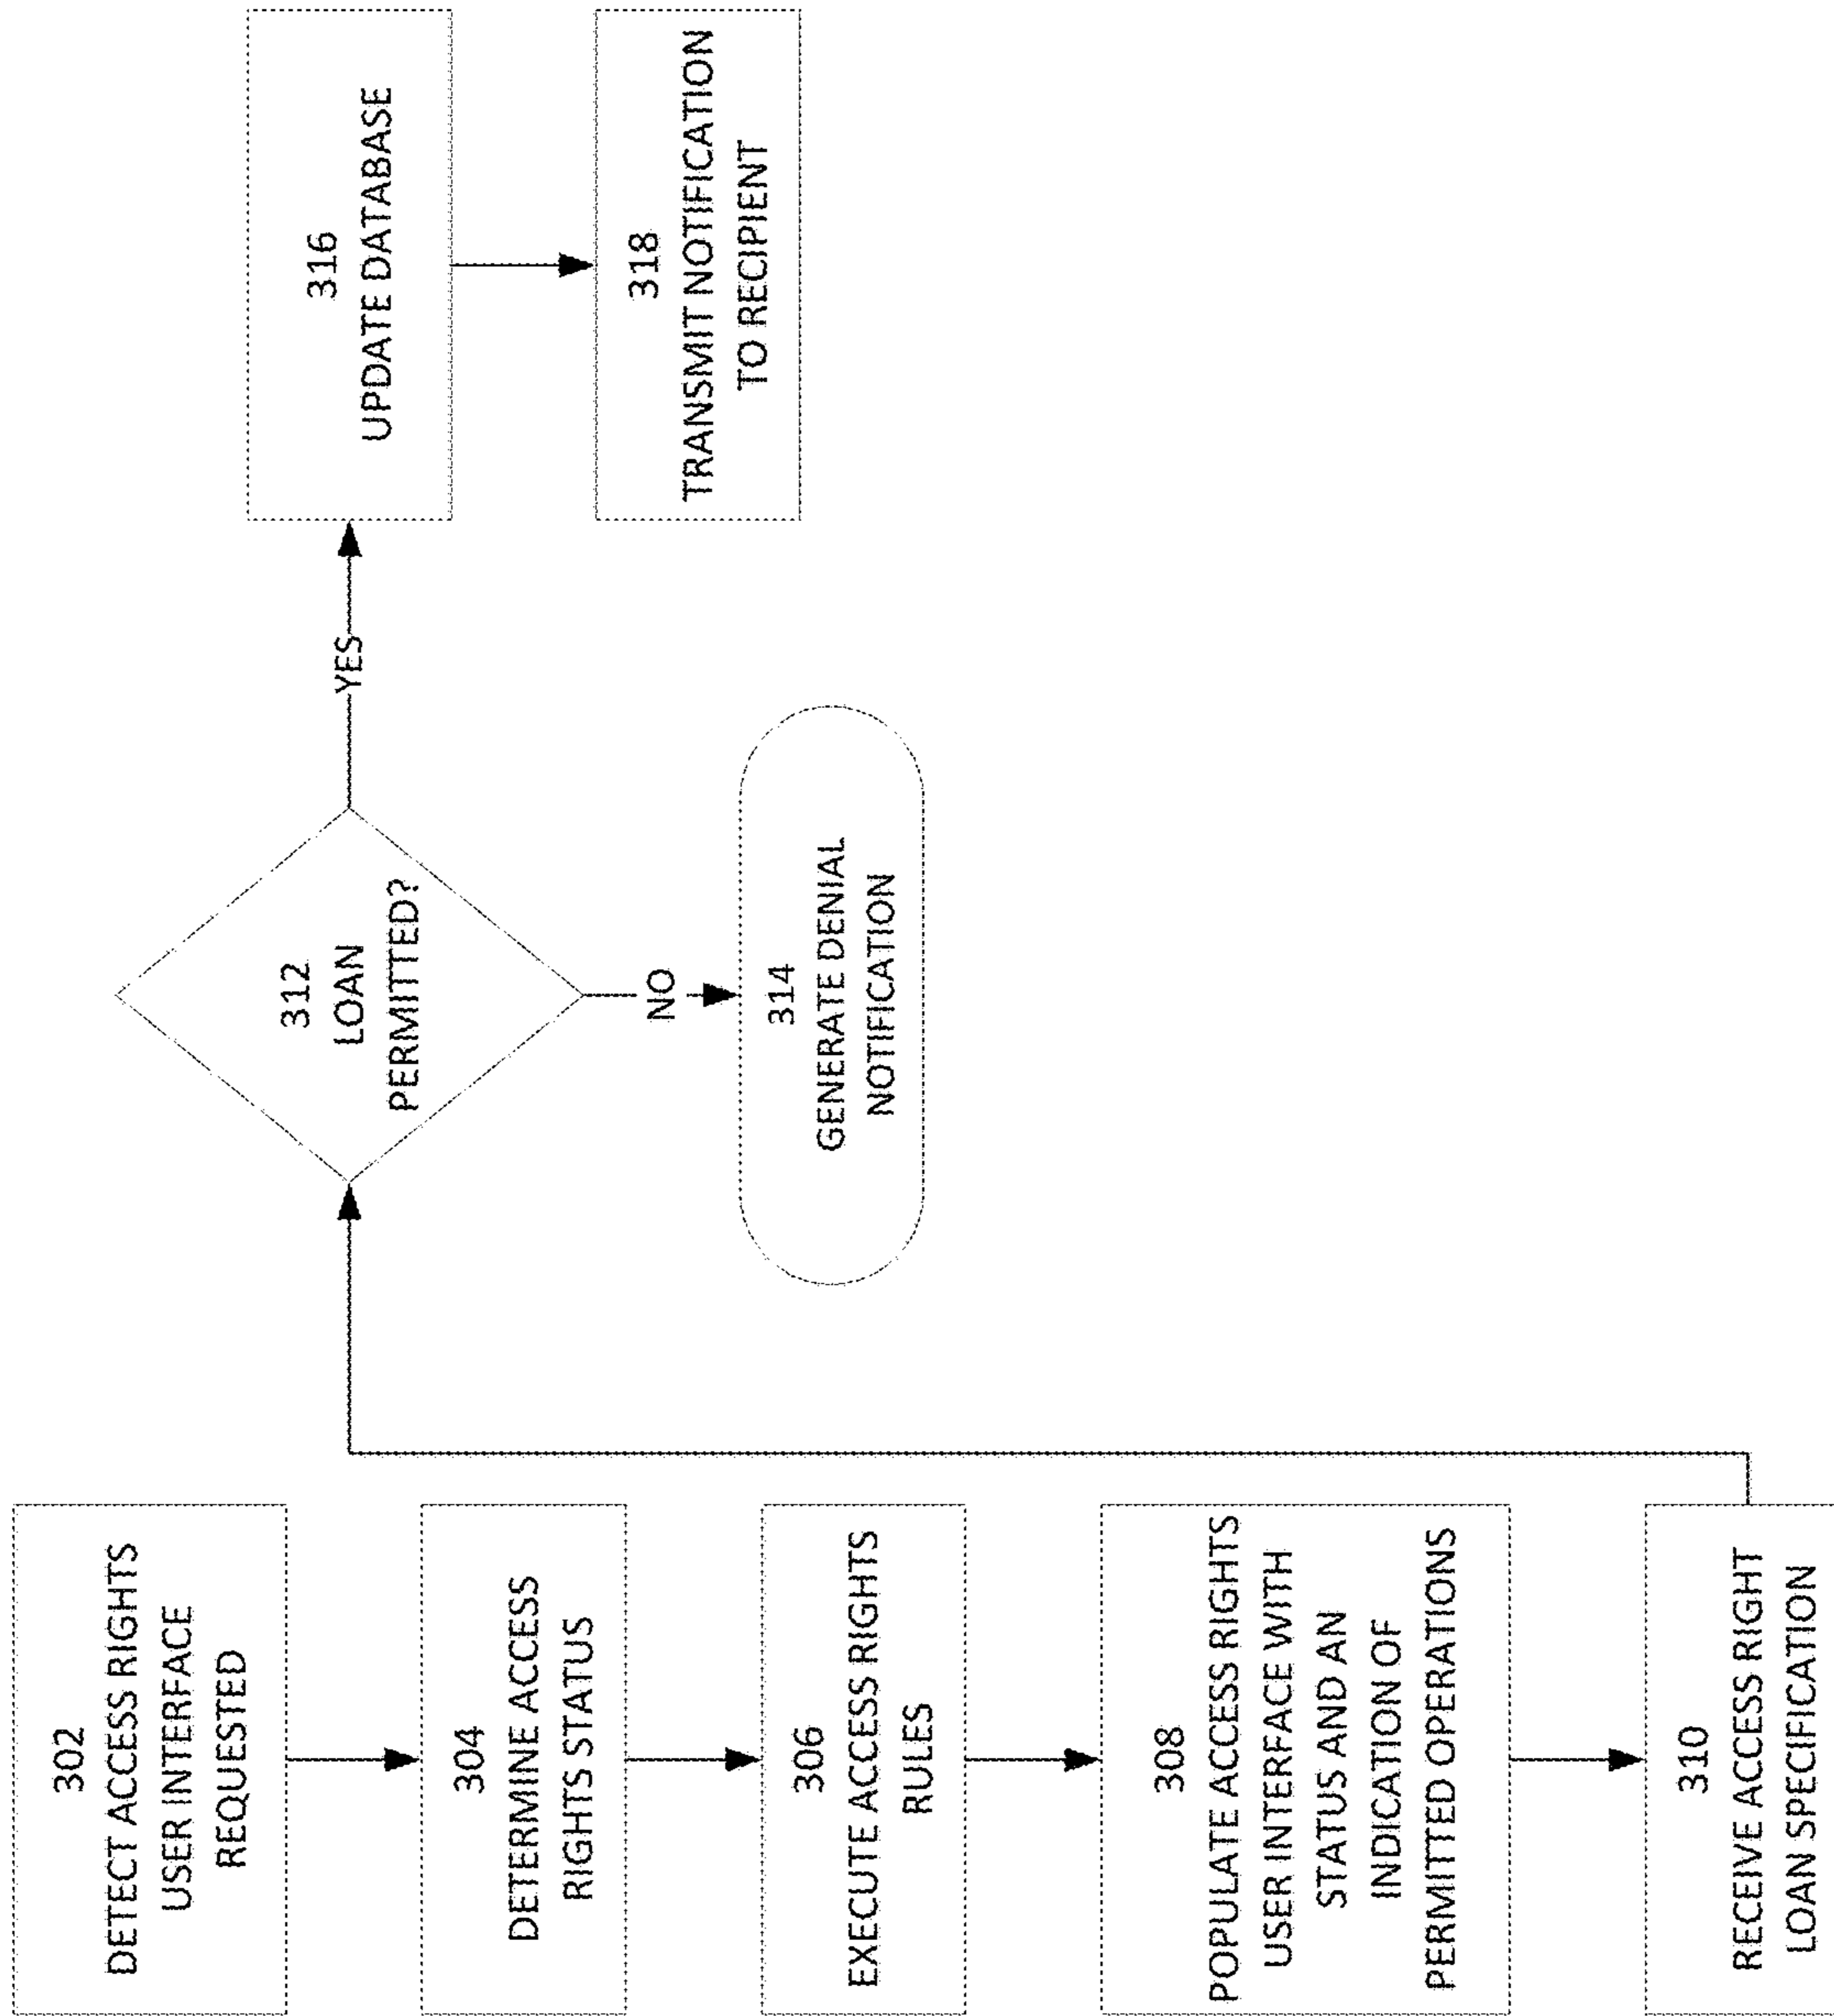 302
DETECT ACCESS RIGHTS
USER INTERFACE
REQUESTED
304
DETERMINE ACCESS
RIGHTS STATUS
306
EXECUTE ACCESS RIGHTS
RULES
308
POPULATE ACCESS RIGHTS
USER INTERFACE WITH
STATUS AND AN
INDICATION OF
PERMITTED OPERATIONS
310
RECEIVE ACCESS RIGHT
LOAN SPECIFICATION
312
LOAN
PERMITTED?
NO
314
GENERATE DENIAL
NOTIFICATION
YES
316
UPDATE DATABASE
318
TRANSMIT NOTIFICATION
TO RECIPIENT